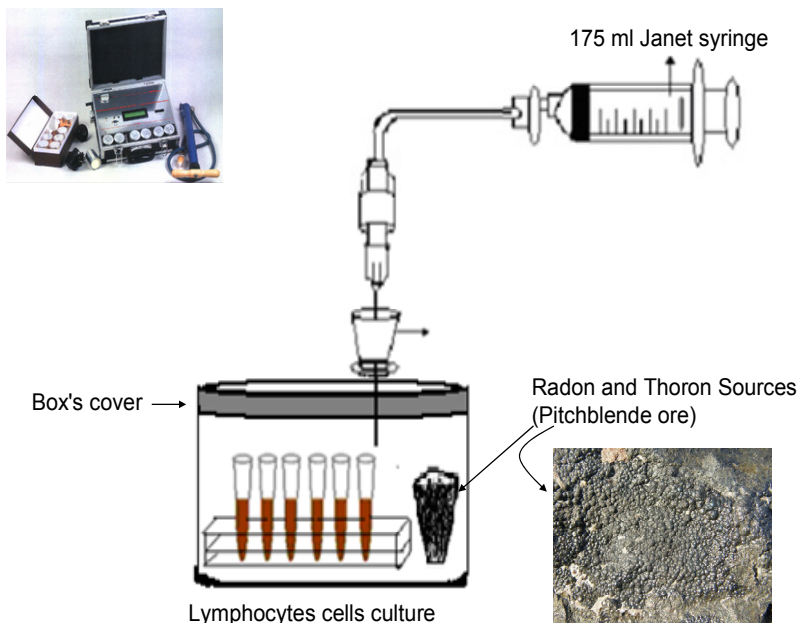 175 ml Janet syringe
Box's cover
Radon and Thoron Sources
(Pitchblende ore)
Lymphocytes cells culture